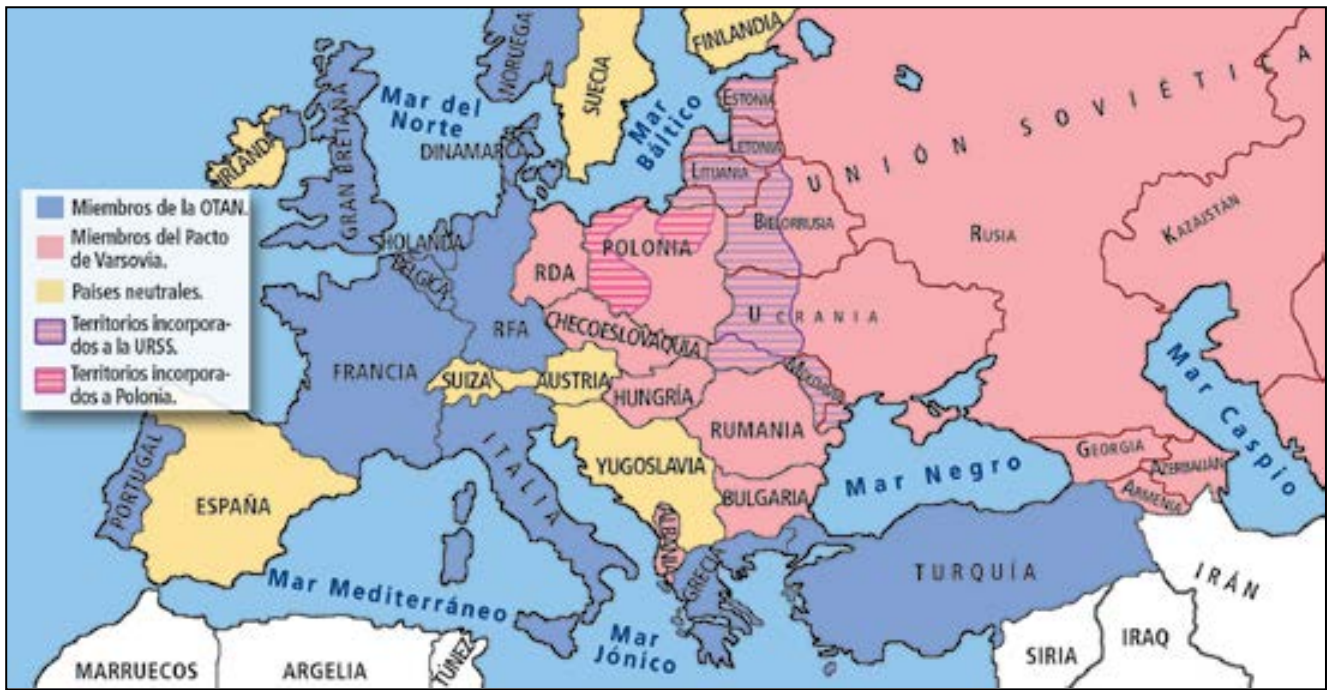 FINLANDIA
NORUEGA
SUECIA
Mar del
Norte
Mar
Báltico
ESTONIA
LETONIA
LITUANIA
UNIÓN SOVIÉTICA
DINAMARCA
IRLANDA
GRAN BRETAÑA
Miembros de la OTAN.
Miembros del Pacto
de Varsovia.
Países neutrales.
Territorios incorpora-
dos a la URSS.
Territorios incorpora-
dos a Polonia.
HOLANDA
BÉLGICA
RDA
POLONIA
BIELORRUSIA
RUSIA
KAZAJSTÁN
RFA
CHECOESLOVAQUIA
UCRANIA
FRANCIA
SUIZA
AUSTRIA
HUNGRÍA
MOLDAVIA
RUMANIA
Mar Caspio
PORTUGAL
ESPAÑA
ITALIA
YUGOSLAVIA
BULGARIA
Mar Negro
GEORGIA
AZERBAIJÁN
ARMENIA
ALBANIA
GRECIA
TURQUÍA
IRÁN
Mar Mediterráneo
Mar
Jónico
MARRUECOS
ARGELIA
TÚNEZ
SIRIA
IRAQ